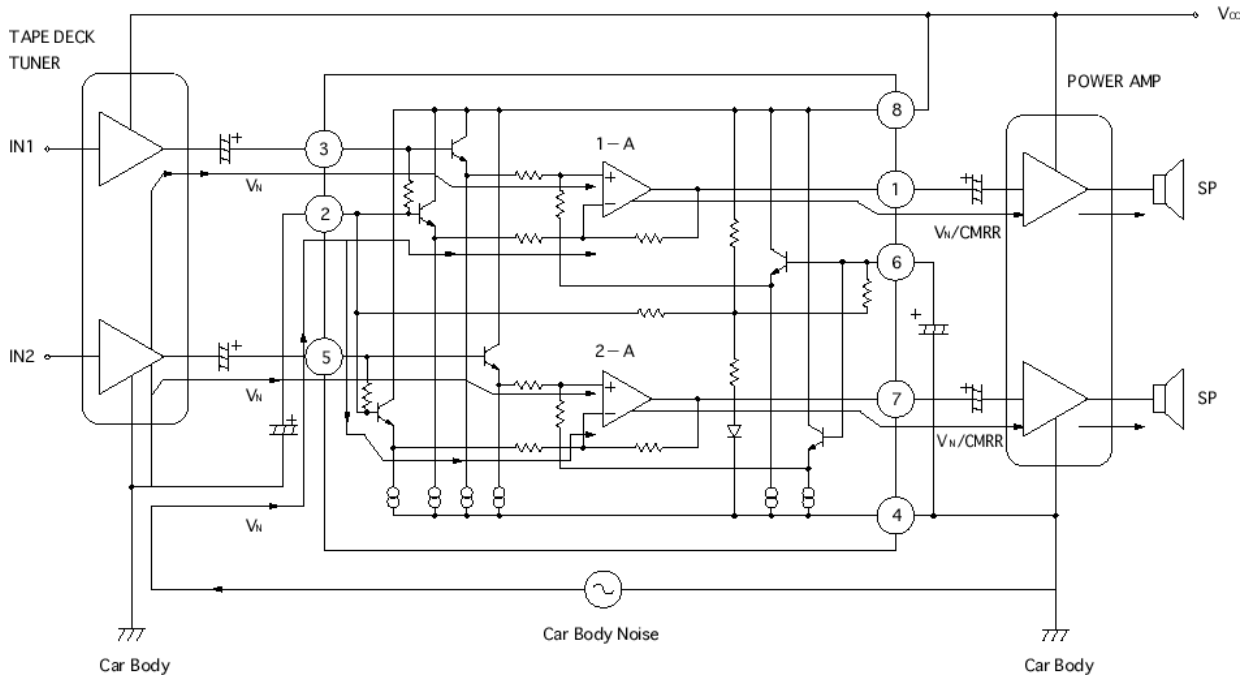 Vcc
TAPE DECK
TUNER
POWER AMP
8
1-A
IN1
+
3
+
−
1
+
SP
VN
2
VN/CMRR
6
+
2-A
IN2
+
5
+
−
7
+
SP
VN
+
VN/CMRR
4
VN
Car Body Noise
Car Body
Car Body